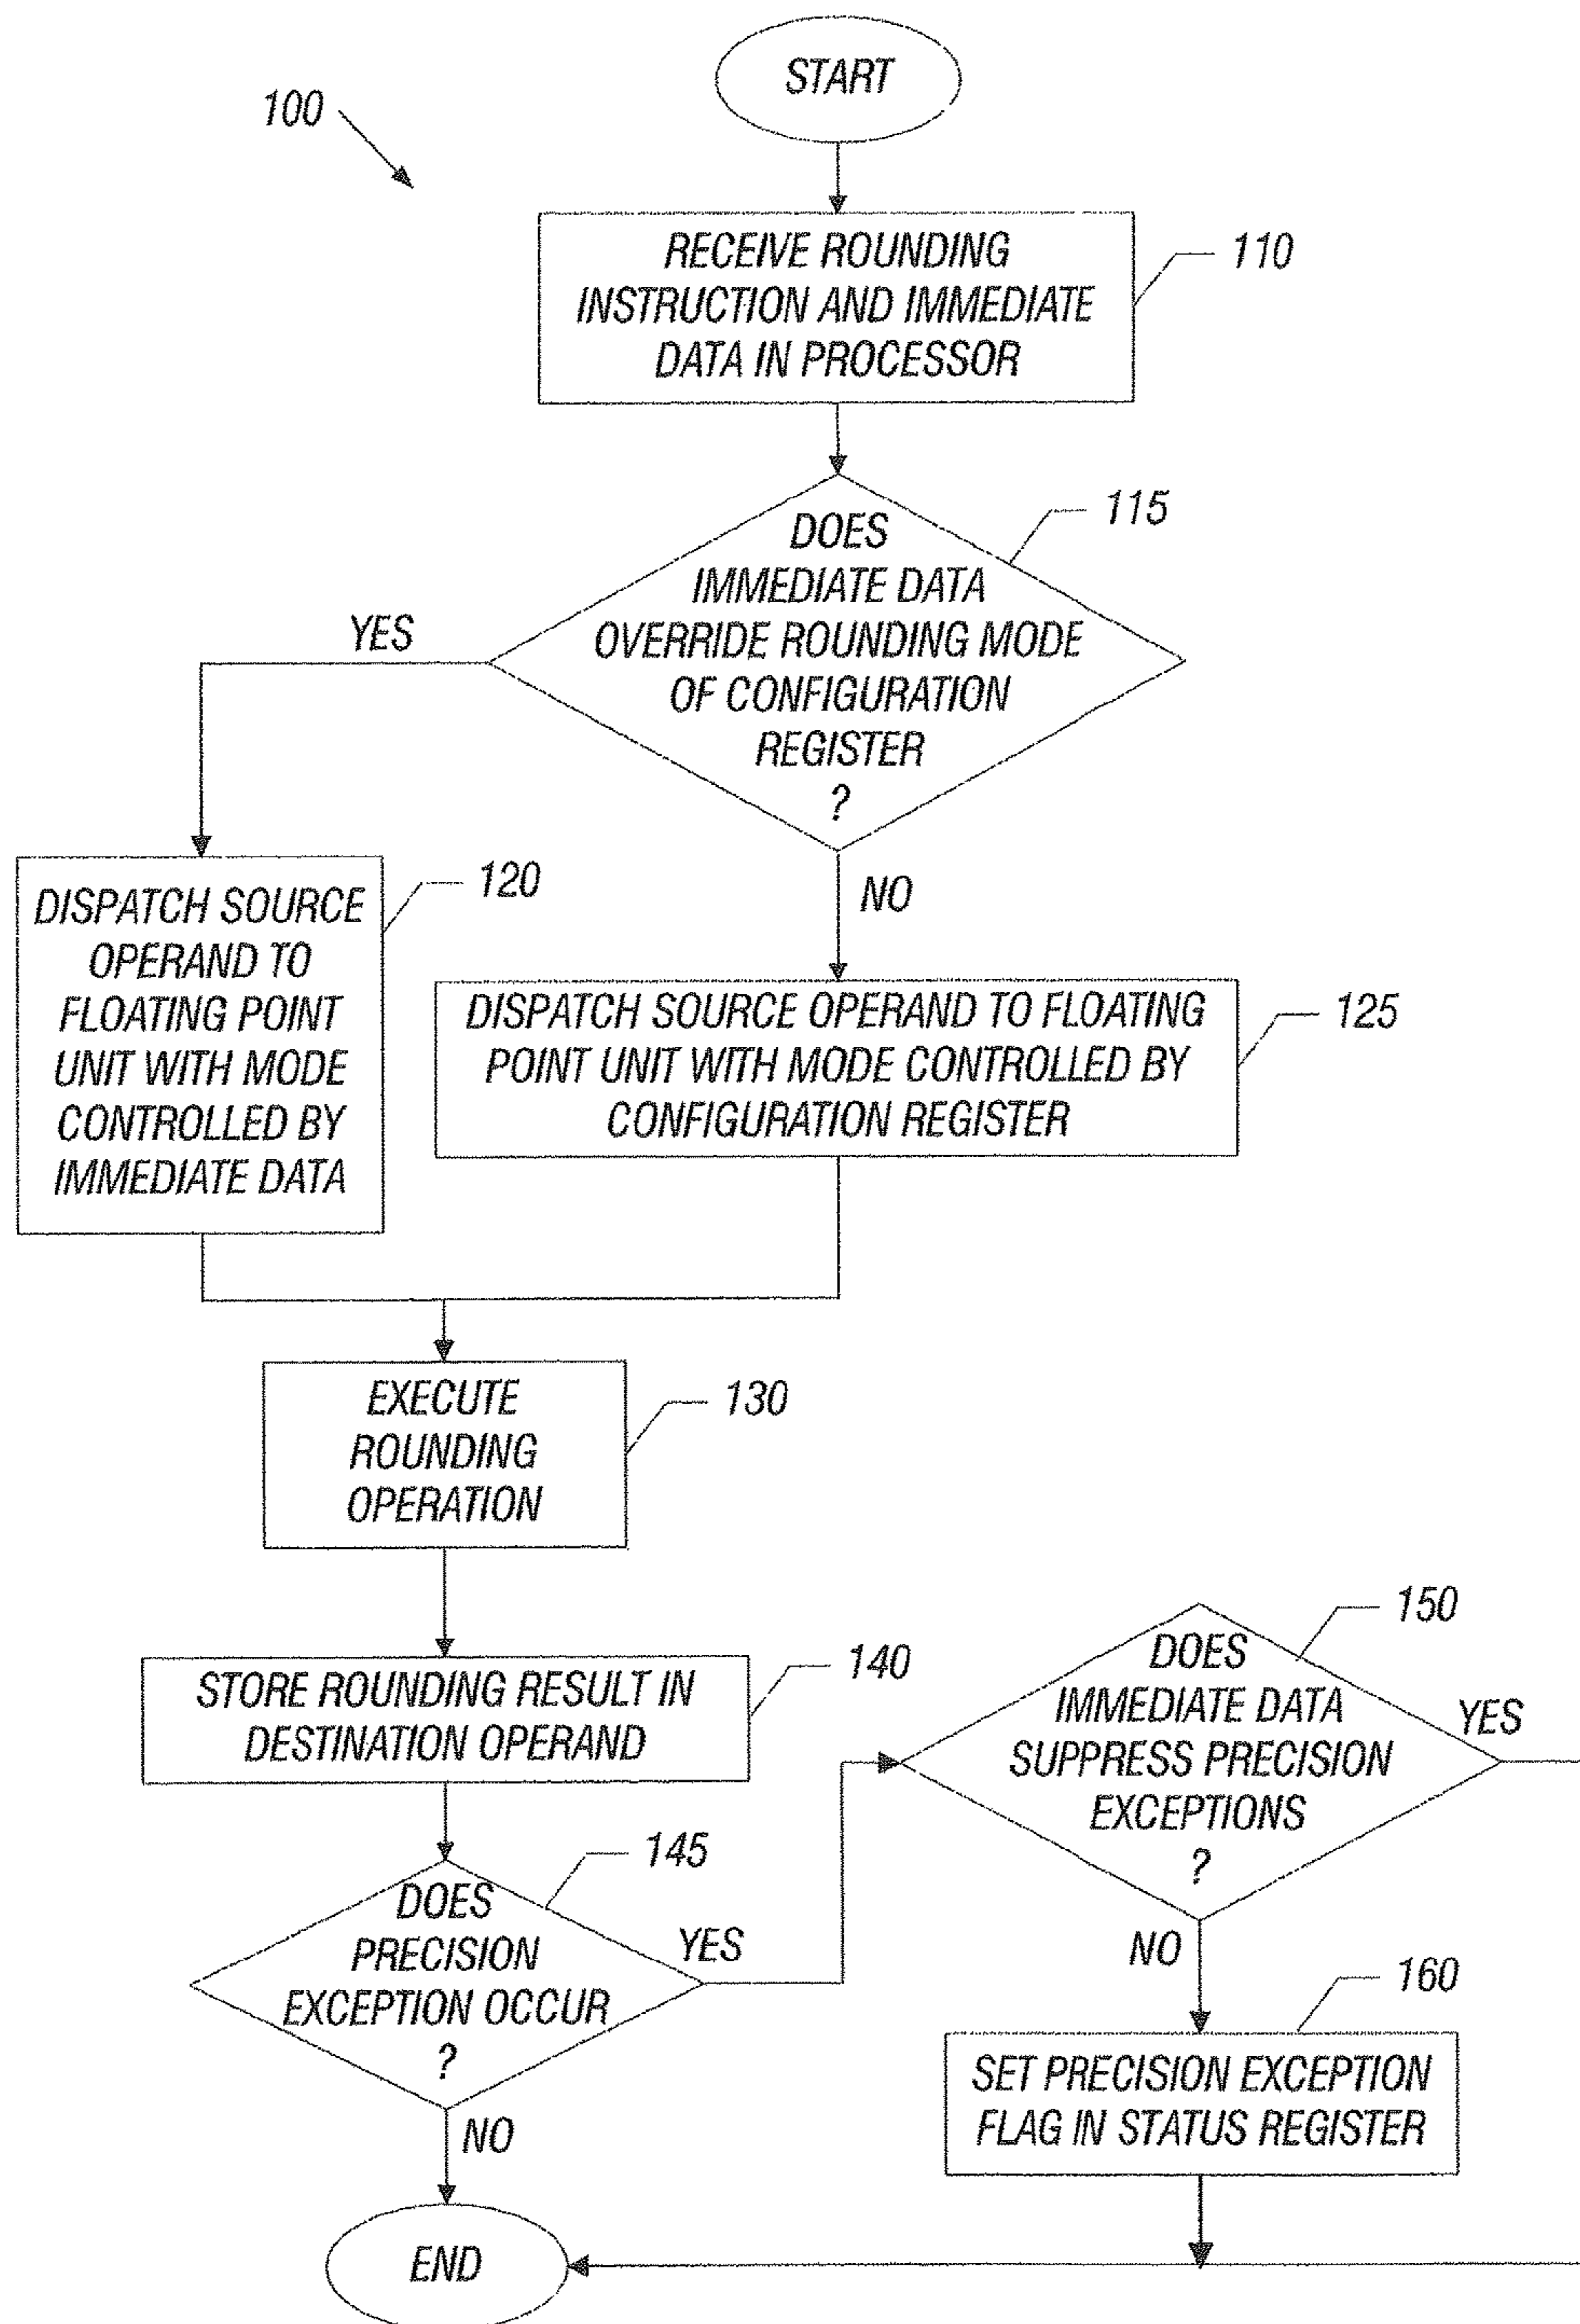 START
100
RECEIVE ROUNDING
INSTRUCTION AND IMMEDIATE
DATA IN PROCESSOR
110
DOES
IMMEDIATE DATA
OVERRIDE ROUNDING MODE
OF CONFIGURATION
REGISTER
?
115
YES
NO
DISPATCH SOURCE
OPERAND TO
FLOATING POINT
UNIT WITH MODE
CONTROLLED BY
IMMEDIATE DATA
120
DISPATCH SOURCE OPERAND TO FLOATING
POINT UNIT WITH MODE CONTROLLED BY
CONFIGURATION REGISTER
125
EXECUTE
ROUNDING
OPERATION
130
STORE ROUNDING RESULT IN
DESTINATION OPERAND
140
DOES
PRECISION
EXCEPTION OCCUR
?
145
YES
NO
DOES
IMMEDIATE DATA
SUPPRESS PRECISION
EXCEPTIONS
?
150
YES
NO
SET PRECISION EXCEPTION
FLAG IN STATUS REGISTER
160
END